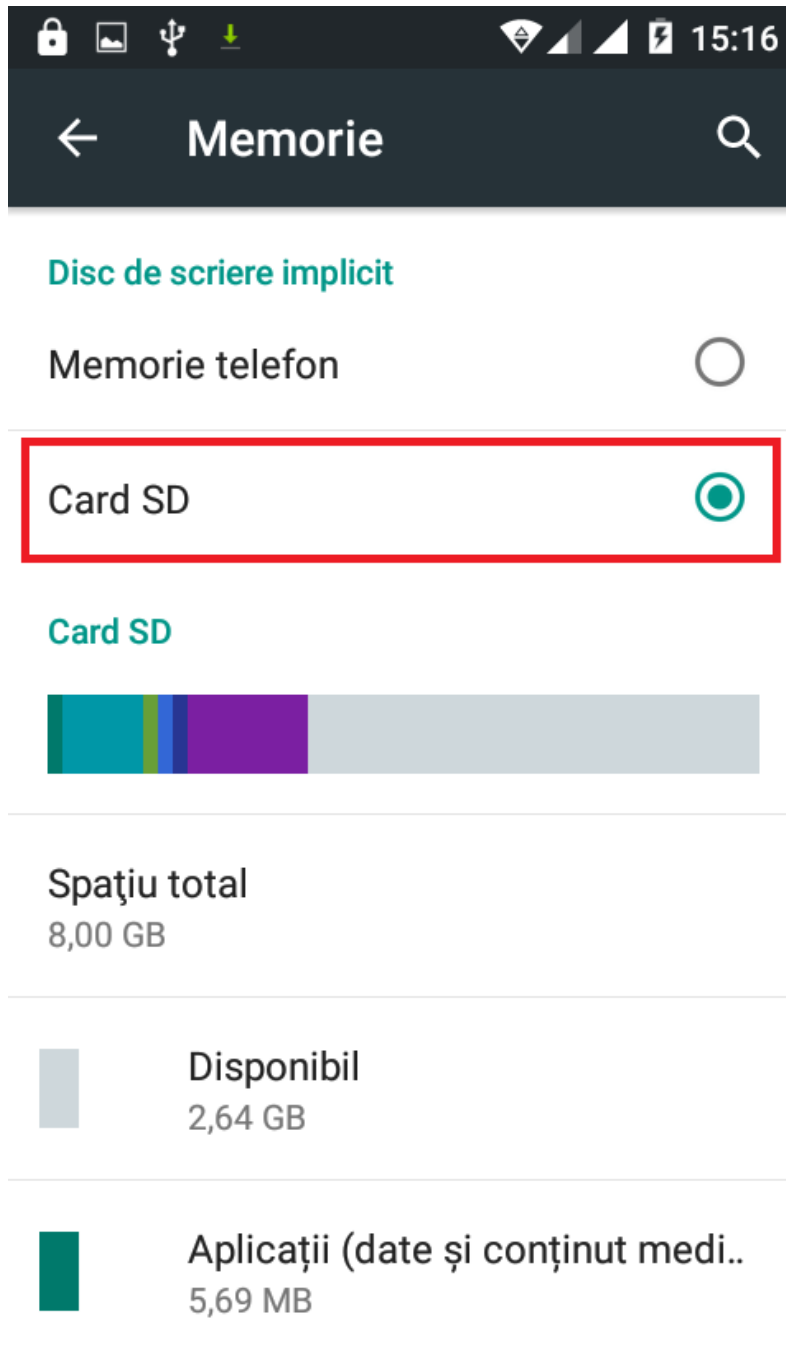 15:16
Memorie
Disc de scriere implicit
Memorie telefon
Card SD
Card SD
Spaţiu total
8,00 GB
Disponibil
2,64 GB
Aplicații (date și conținut medi..
5,69 MB